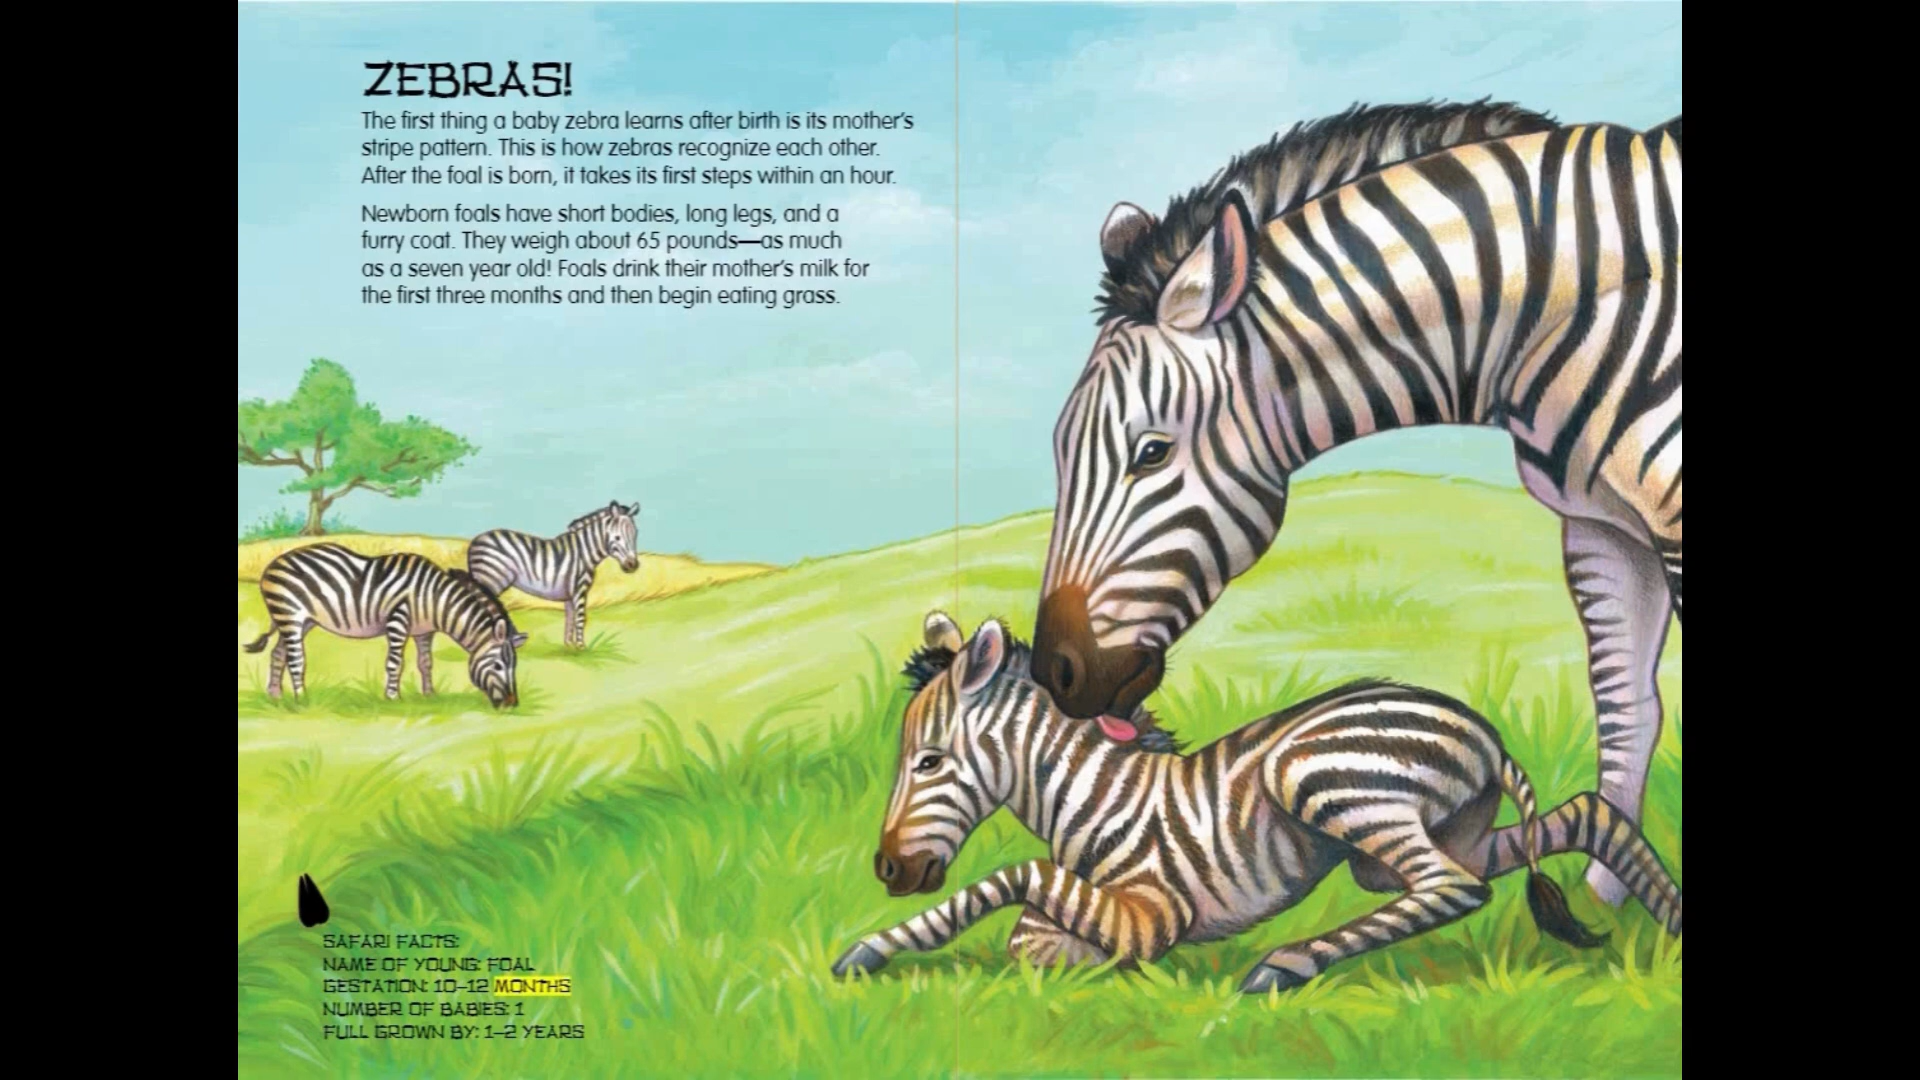 ZEBRAS!
The first thing a baby zebra learns after birth is its mother's
stripe pattern. This is how zebras recognize each other.
After the foal is born, it takes its first steps within an hour.
Newborn foals have short bodies, long legs, and a
furry coat. They weigh about 65 pounds—as much
as a seven year old! Foals drink their mother's milk for
the first three months and then begin eating grass.
SAFARI FACTS:
NAME OF YOUNG: FOAL
GESTATION: 10–12 MONTHS
NUMBER OF BABIES: 1
FULL GROWN BY: 1–2 YEARS